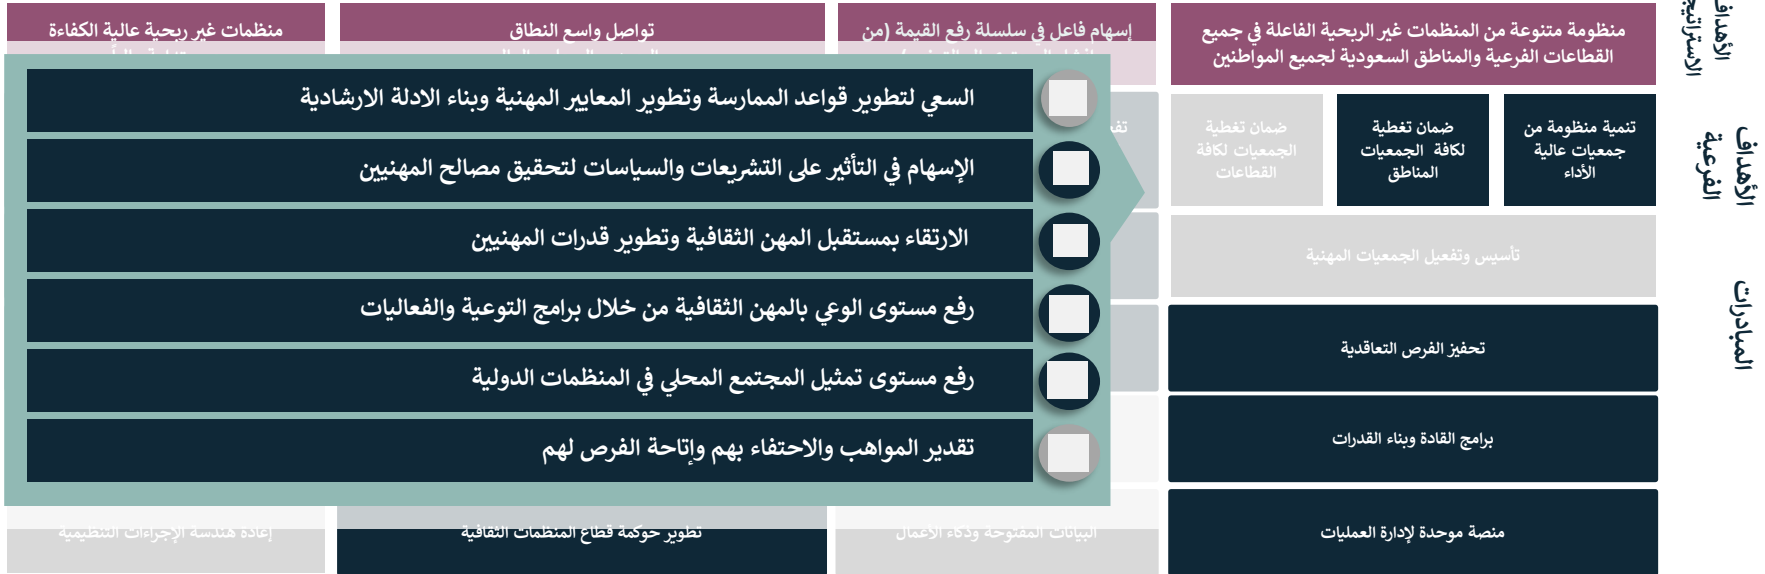 الأهداف
منظومة متنوعة من المنظمات غير الربحية الفاعلة في جميع
القطاعات الفرعية والمناطق السعودية لجميع المواطنين
إسهام فاعل في سلسلة رفع القيمة (من
تواصل واسع النطاق
منظمات غير ربحية عالية الكفاءة
الأهداف
الفرعية
تنمية منظومة من
جمعيات عالية
الأداء
ضمان تغطية
لكافة الجمعيات
المناطق
ضمان تغطية
الجمعيات لكافة
القطاعات
السعي لتطوير قواعد الممارسة وتطوير المعايير المهنية وبناء الادلة الارشادية
الإسهام في التأثير على التشريعات والسياسات لتحقيق مصالح المهنيين
الارتقاء بمستقبل المهن الثقافية وتطوير قدرات المهنيين
رفع مستوى الوعي بالمهن الثقافية من خلال برامج التوعية والفعاليات
رفع مستوى تمثيل المجتمع المحلي في المنظمات الدولية
تقدير المواهب والاحتفاء بهم وإتاحة الفرص لهم
المبادرات
تأسيس وتفعيل الجمعيات المهنية
تحفيز الفرص التعاقدية
برامج القادة وبناء القدرات
منصة موحدة لإدارة العمليات
البيانات المفتوحة وذكاء الأعمال
تطوير حوكمة قطاع المنظمات الثقافية
إعادة هندسة الإجراءات التنظيمية